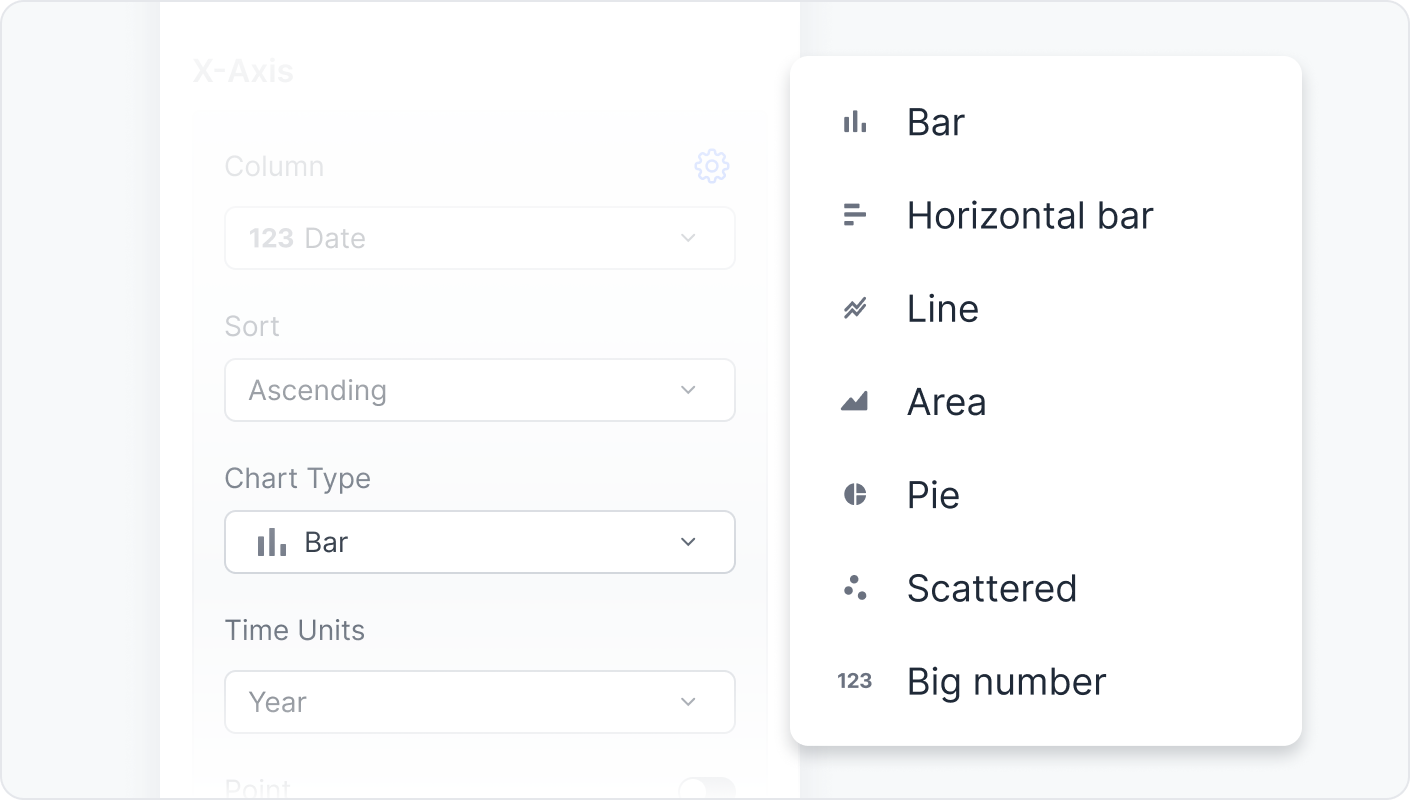 X-Axis
Column
123 Date
Sort
Ascending
Chart Type
Bar
Time Units
Year
Point
Bar
Horizontal bar
Line
Area
Pie
Scattered
123 Big number